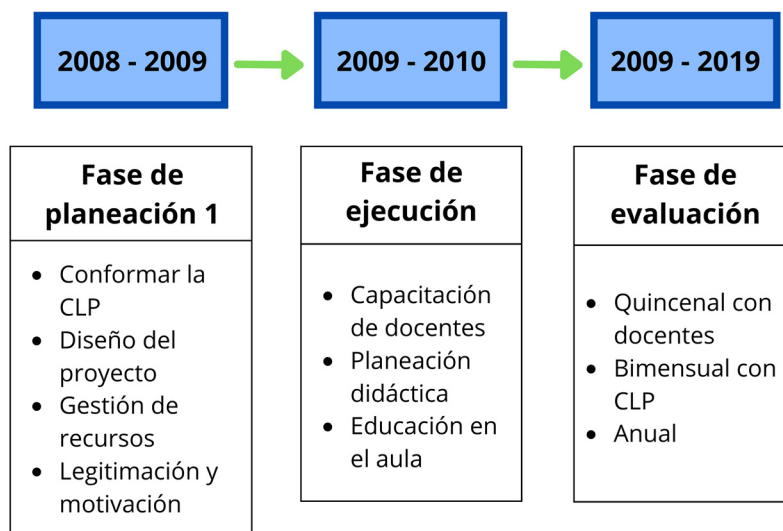 2008 - 2009
2009 - 2010
2009 - 2019
Fase de
planeación 1
• Conformar la
CLP
• Diseño del
proyecto
• Gestión de
recursos
• Legitimación y
motivación
Fase de
ejecución
• Capacitación
de docentes
• Planeación
didáctica
• Educación en
el aula
Fase de
evaluación
• Quincenal con
docentes
• Bimensual con
CLP
• Anual